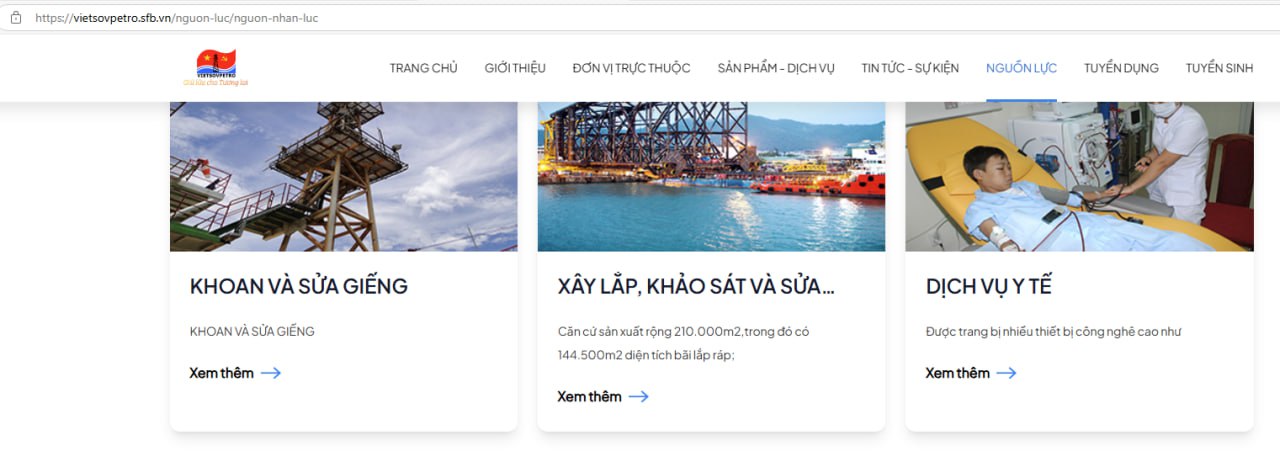 https://vietsovpetro.sfb.vn/nguon-luc/nguon-nhan-luc
VIETSOVPETRO
TRANG CHỦ GIỚI THIỆU ĐƠN VỊ TRỰC THUỘC SẢN PHẨM - DỊCH VỤ TIN TỨC - SỰ KIỆN NGUỒN LỰC TUYỂN DỤNG TUYỂN SINH
KHOAN VÀ SỬA GIẾNG
KHOAN VÀ SỬA GIẾNG
Xem thêm
XÂY LẮP, KHẢO SÁT VÀ SỬA...
Căn cứ sản xuất rộng 210.000m2,trong đó có
144.500m2 diện tích bãi lắp ráp;
Xem thêm
DỊCH VỤ Y TẾ
Được trang bị nhiều thiết bị công nghê cao như
Xem thêm